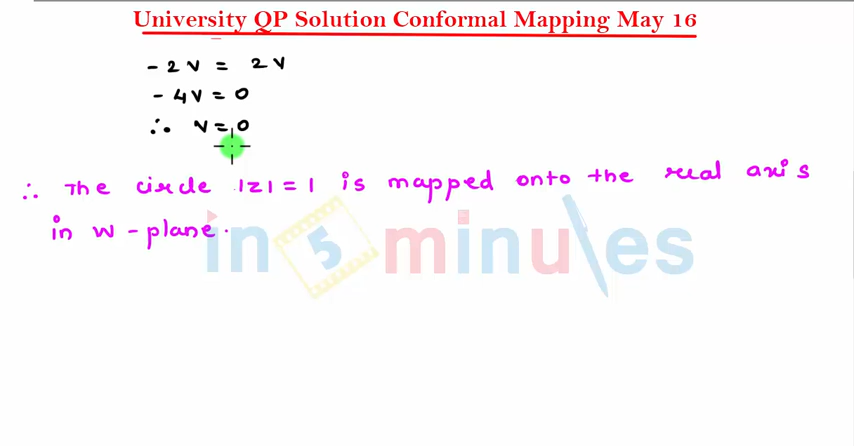 University QP Solution Conformal Mapping May 16
- 2v = 2v
- 4v = 0
∴ v = 0
∴ The circle |z| = 1 is mapped onto the real axis
in w - plane.
in 5 minutes